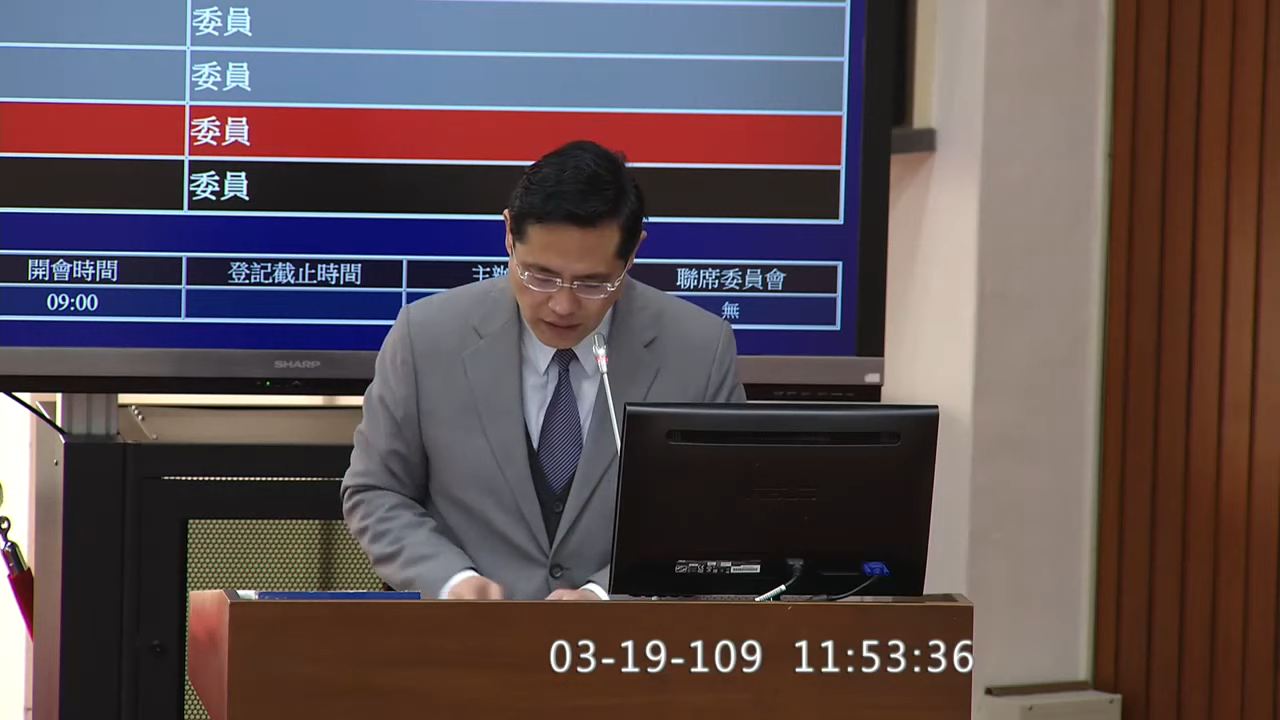 委員
委員
委員
委員
開會時間 登記截止時間 主 聯席委員會
09:00 無
SHARP
03-19-109 11:53:36